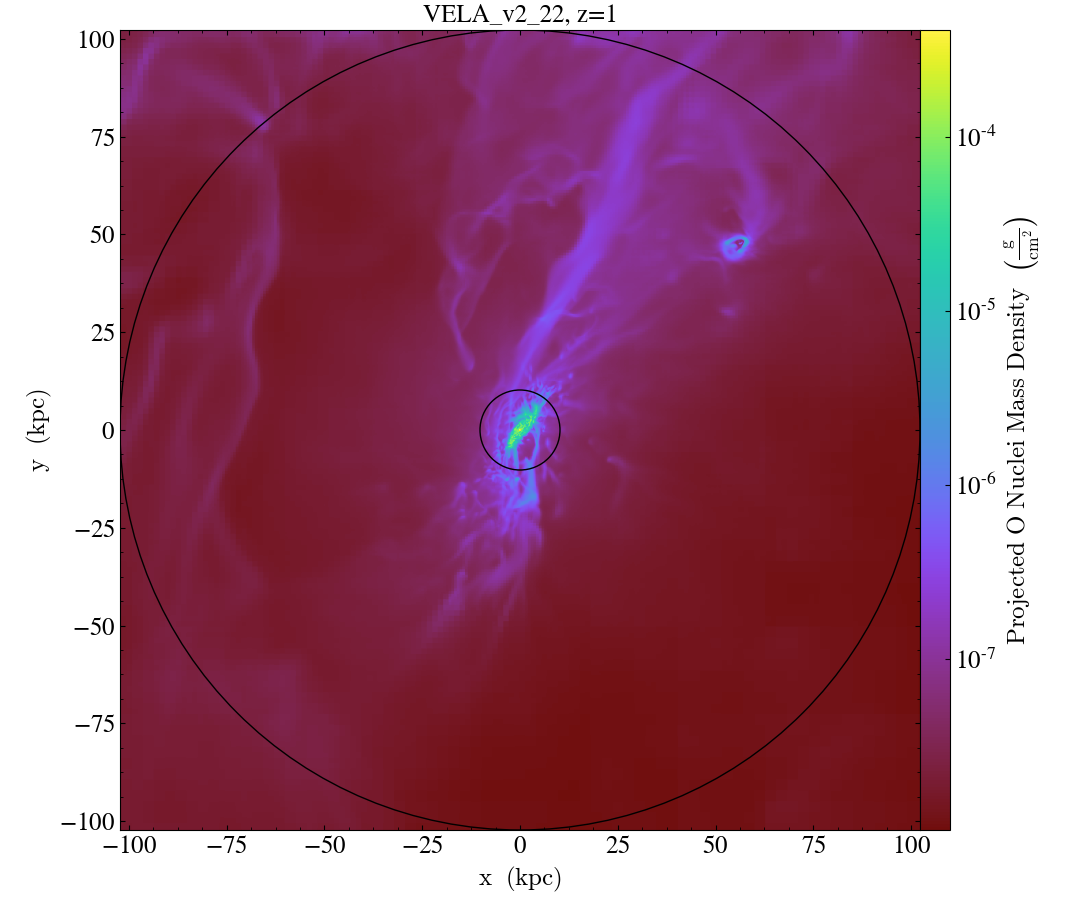 VELA_v2_22, z=1
100
75
50
25
0
−25
−50
−75
−100
y (kpc)
−100 −75 −50 −25 0 25 50 75 100
x (kpc)
10-4
10-5
10-6
10-7
Projected O Nuclei Mass Density (g/cm2)